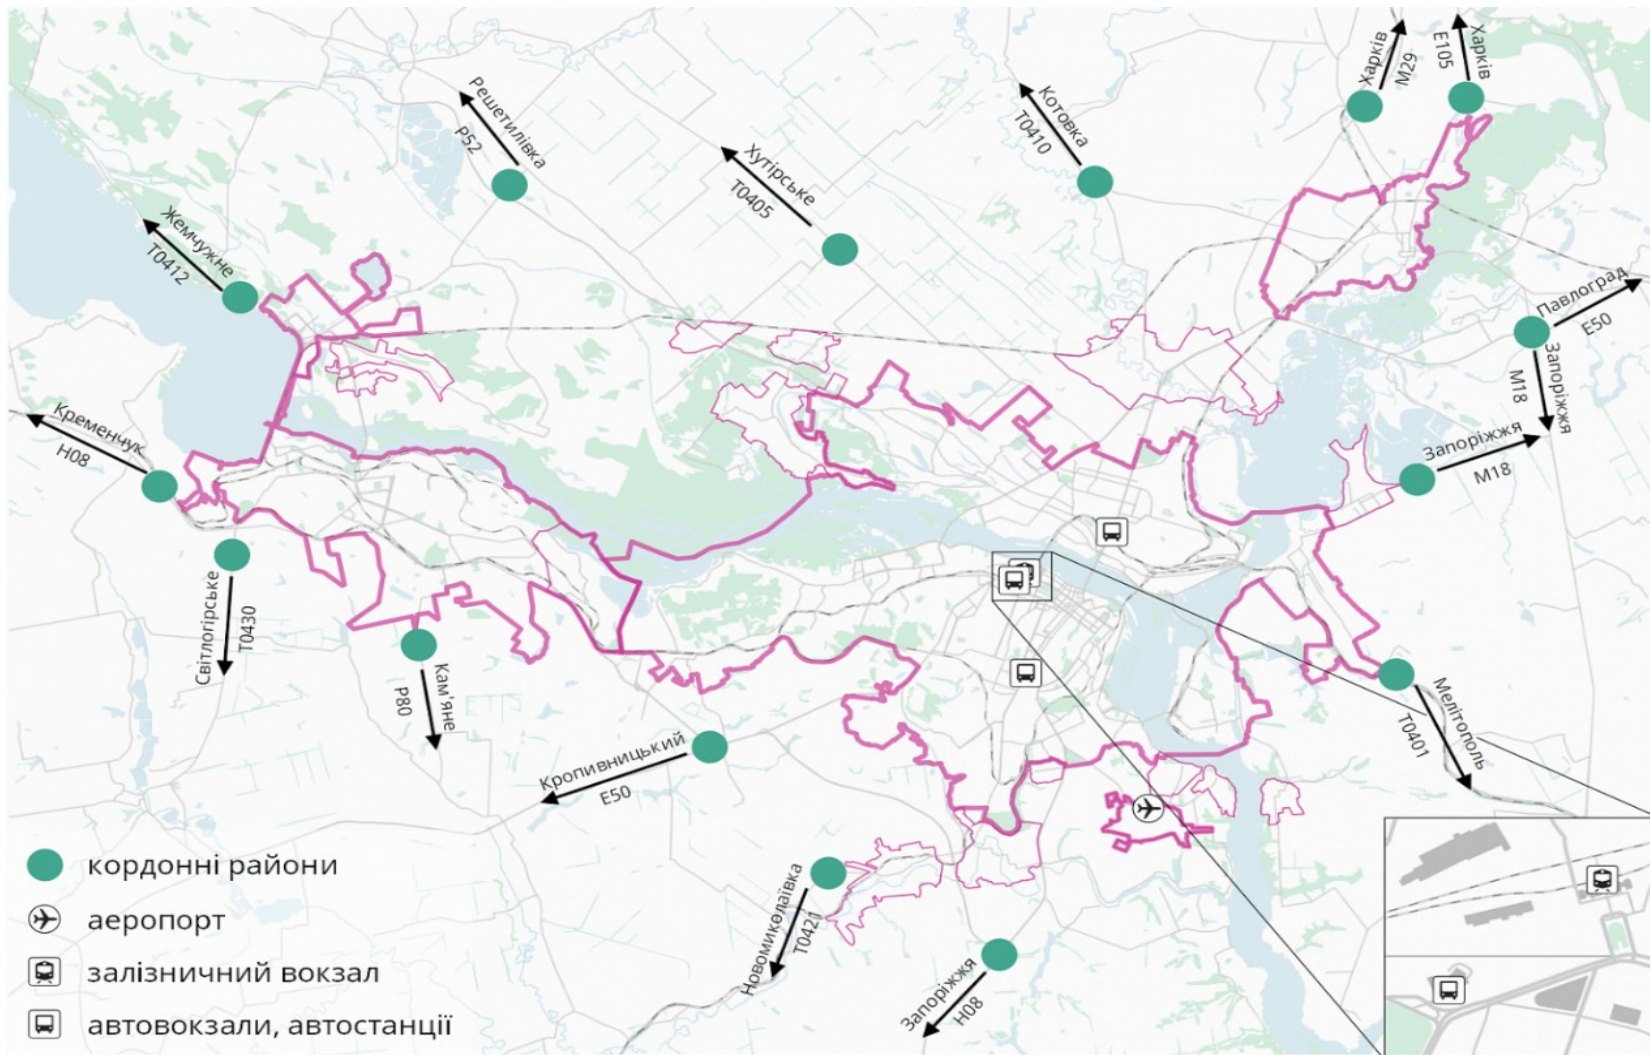 Харків
М29
Харків
Е105
Котовка
Т0410
Решетилівка
Р52
Хутірське
Т0405
Жемчужне
Т0412
Павлоград
Е50
Запоріжжя
М18
Кременчук
Н08
Запоріжжя
М18
Світлогірське
Т0430
Кам'яне
Р80
Мелітополь
Т0401
Кропивницький
Е50
Новомиколаївка
Т0421
Запоріжжя
Н08
кордонні райони
аеропорт
залізничний вокзал
автовокзали, автостанції